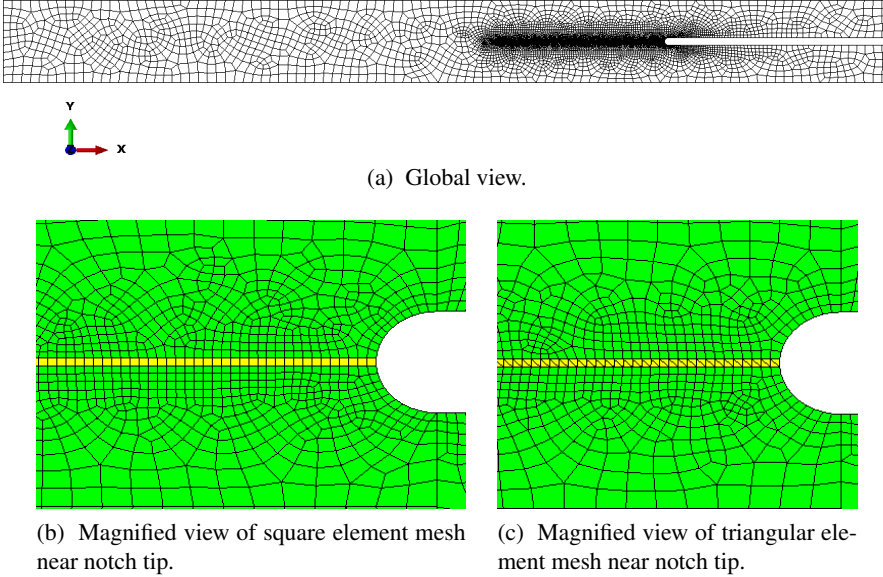 Y
X
(a) Global view.
(b) Magnified view of square element mesh
near notch tip.
(c) Magnified view of triangular ele-
ment mesh near notch tip.